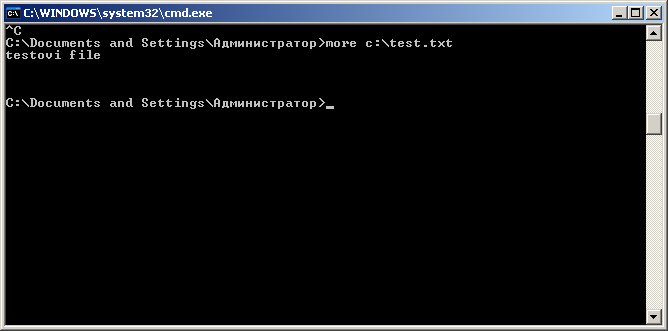 C:\WINDOWS\system32\cmd.exe
^C
C:\Documents and Settings\Администратор>more c:\test.txt
testovi file
C:\Documents and Settings\Администратор>_